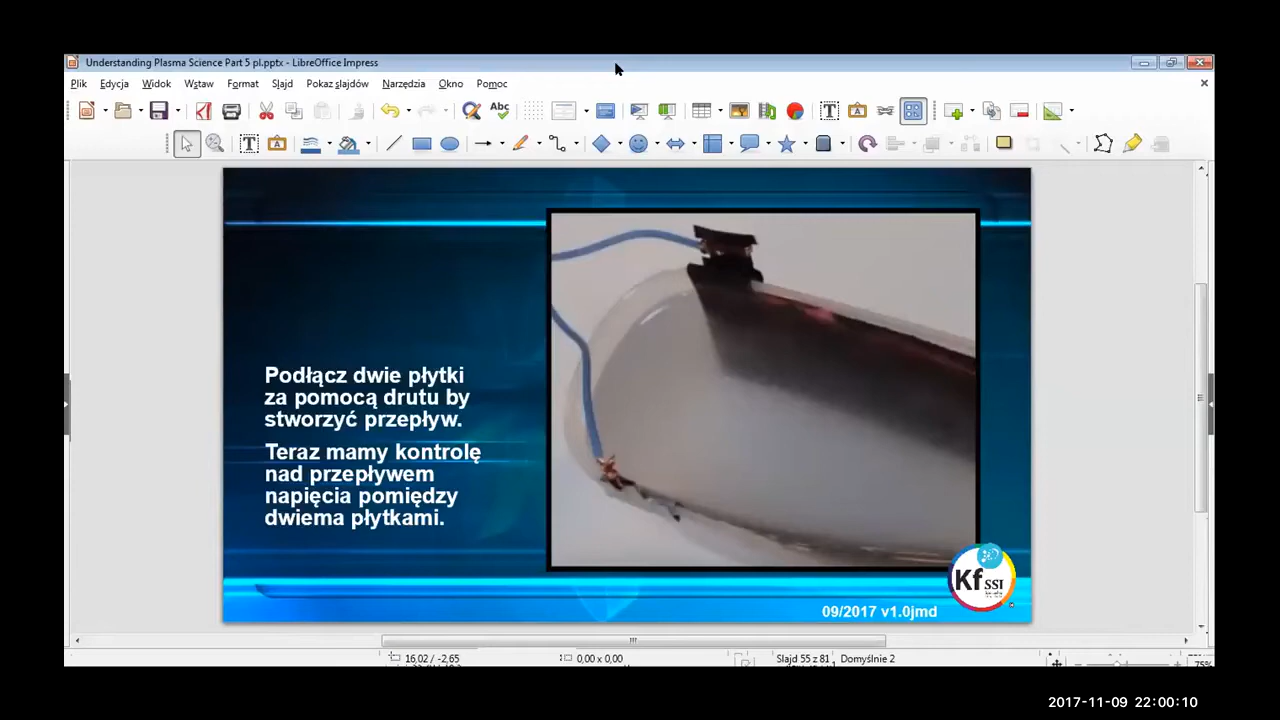 Understanding Plasma Science Part 5 pl.pptx - LibreOffice Impress
Plik Edycja Widok Wstaw Format Slajd Pokaz slajdów Narzędzia Okno Pomoc
Abc
Podłącz dwie płytki
za pomocą drutu by
stworzyć przepływ.
Teraz mamy kontrolę
nad przepływem
napięcia pomiędzy
dwiema płytkami.
Kf SSI
09/2017 v1.0jmd
16,02 / -2,65 0,00 x 0,00 Slajd 55 z 81 Domyślnie 2 75%
2017-11-09 22:00:10